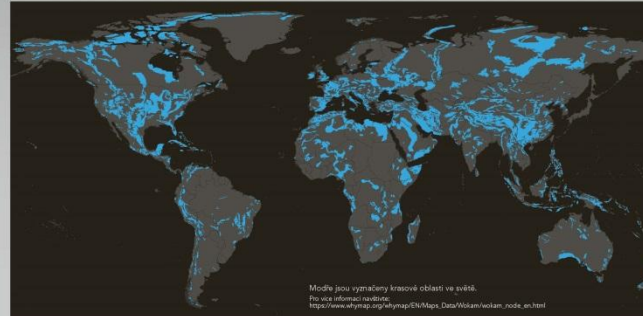 Modře jsou vyznačeny krasové oblasti ve světě.
Pro více informací navštivte:
https://www.whymap.org/whymap/EN/Maps_Data/Wokam/wokam_node_en.html